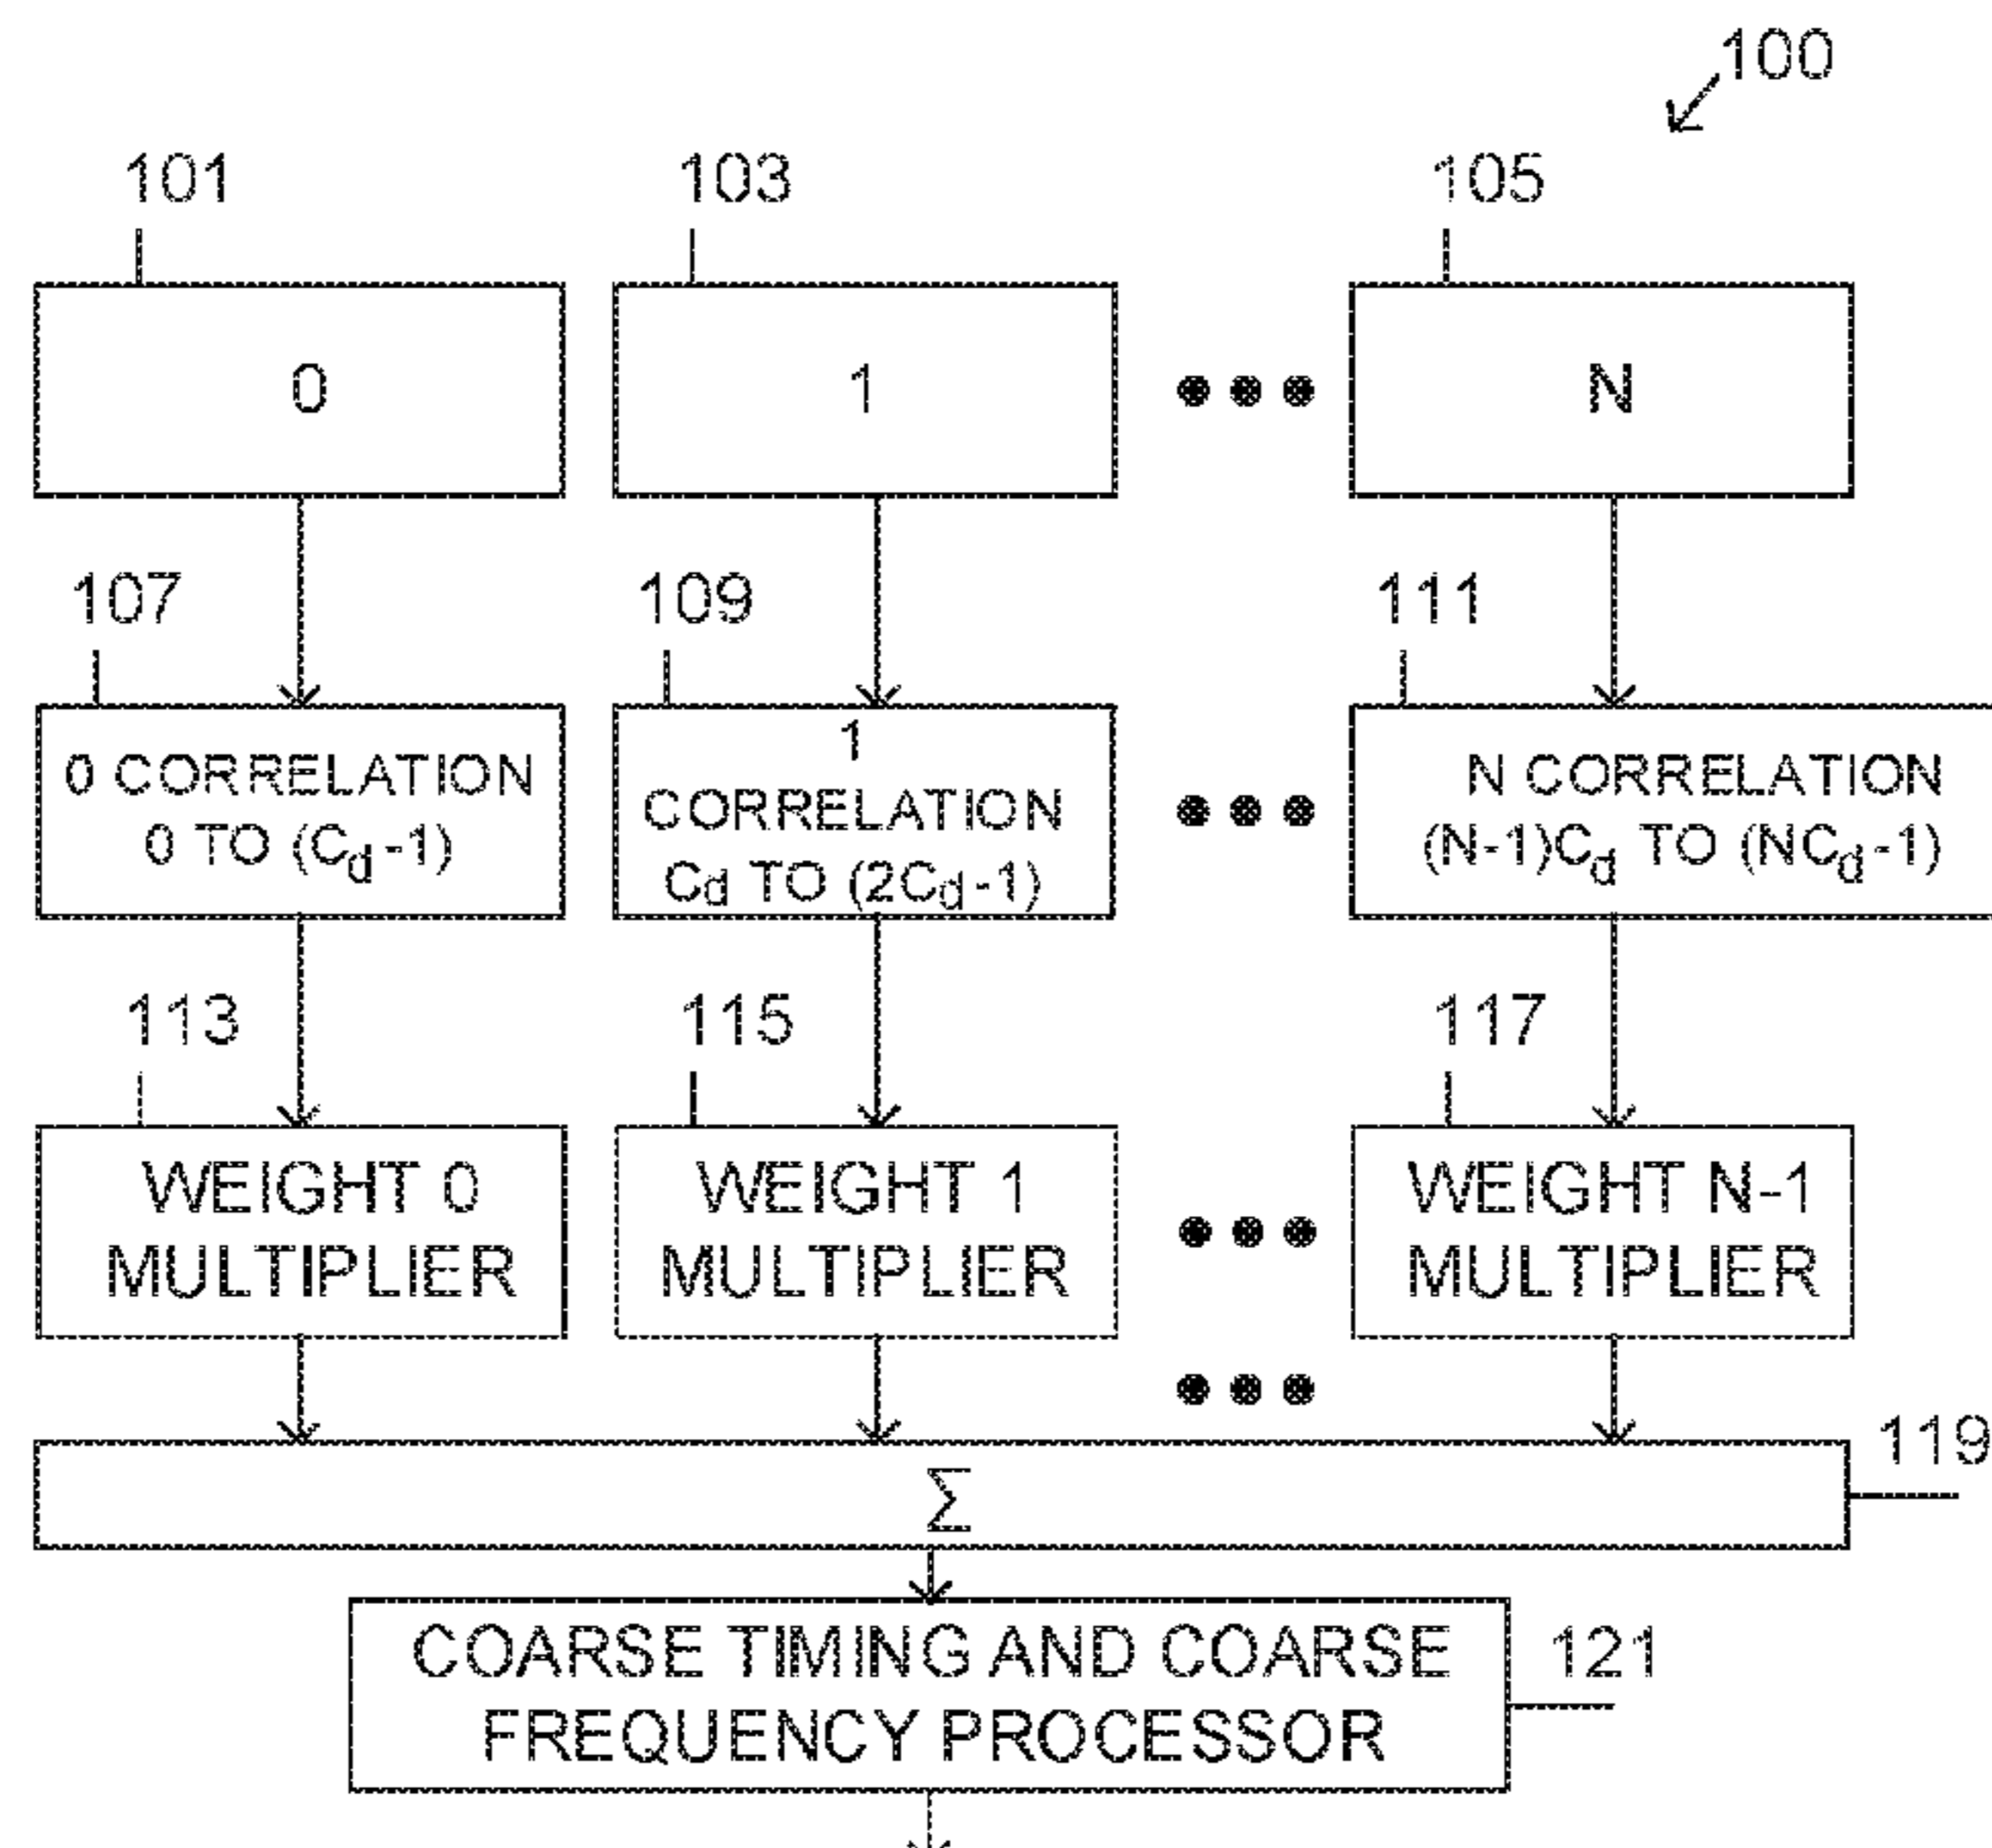 100
101
103
105
0
1
N
107
109
111
0 CORRELATION
0 TO (Cd-1)
1
CORRELATION
Cd TO (2Cd-1)
N CORRELATION
(N-1)Cd TO (NCd-1)
113
115
117
WEIGHT 0
MULTIPLIER
WEIGHT 1
MULTIPLIER
WEIGHT N-1
MULTIPLIER
119
Σ
COARSE TIMING AND COARSE
FREQUENCY PROCESSOR
121